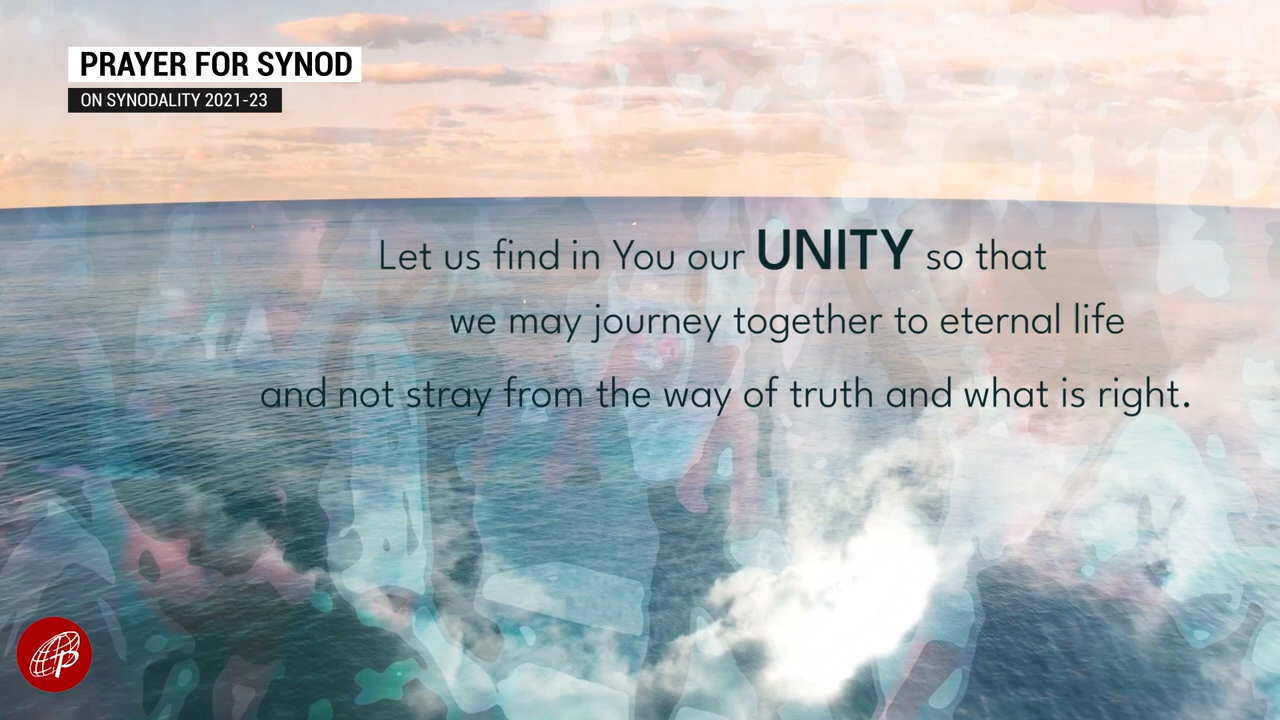 PRAYER FOR SYNOD
ON SYNODALITY 2021-23
Let us find in You our UNITY so that
we may journey together to eternal life
and not stray from the way of truth and what is right.